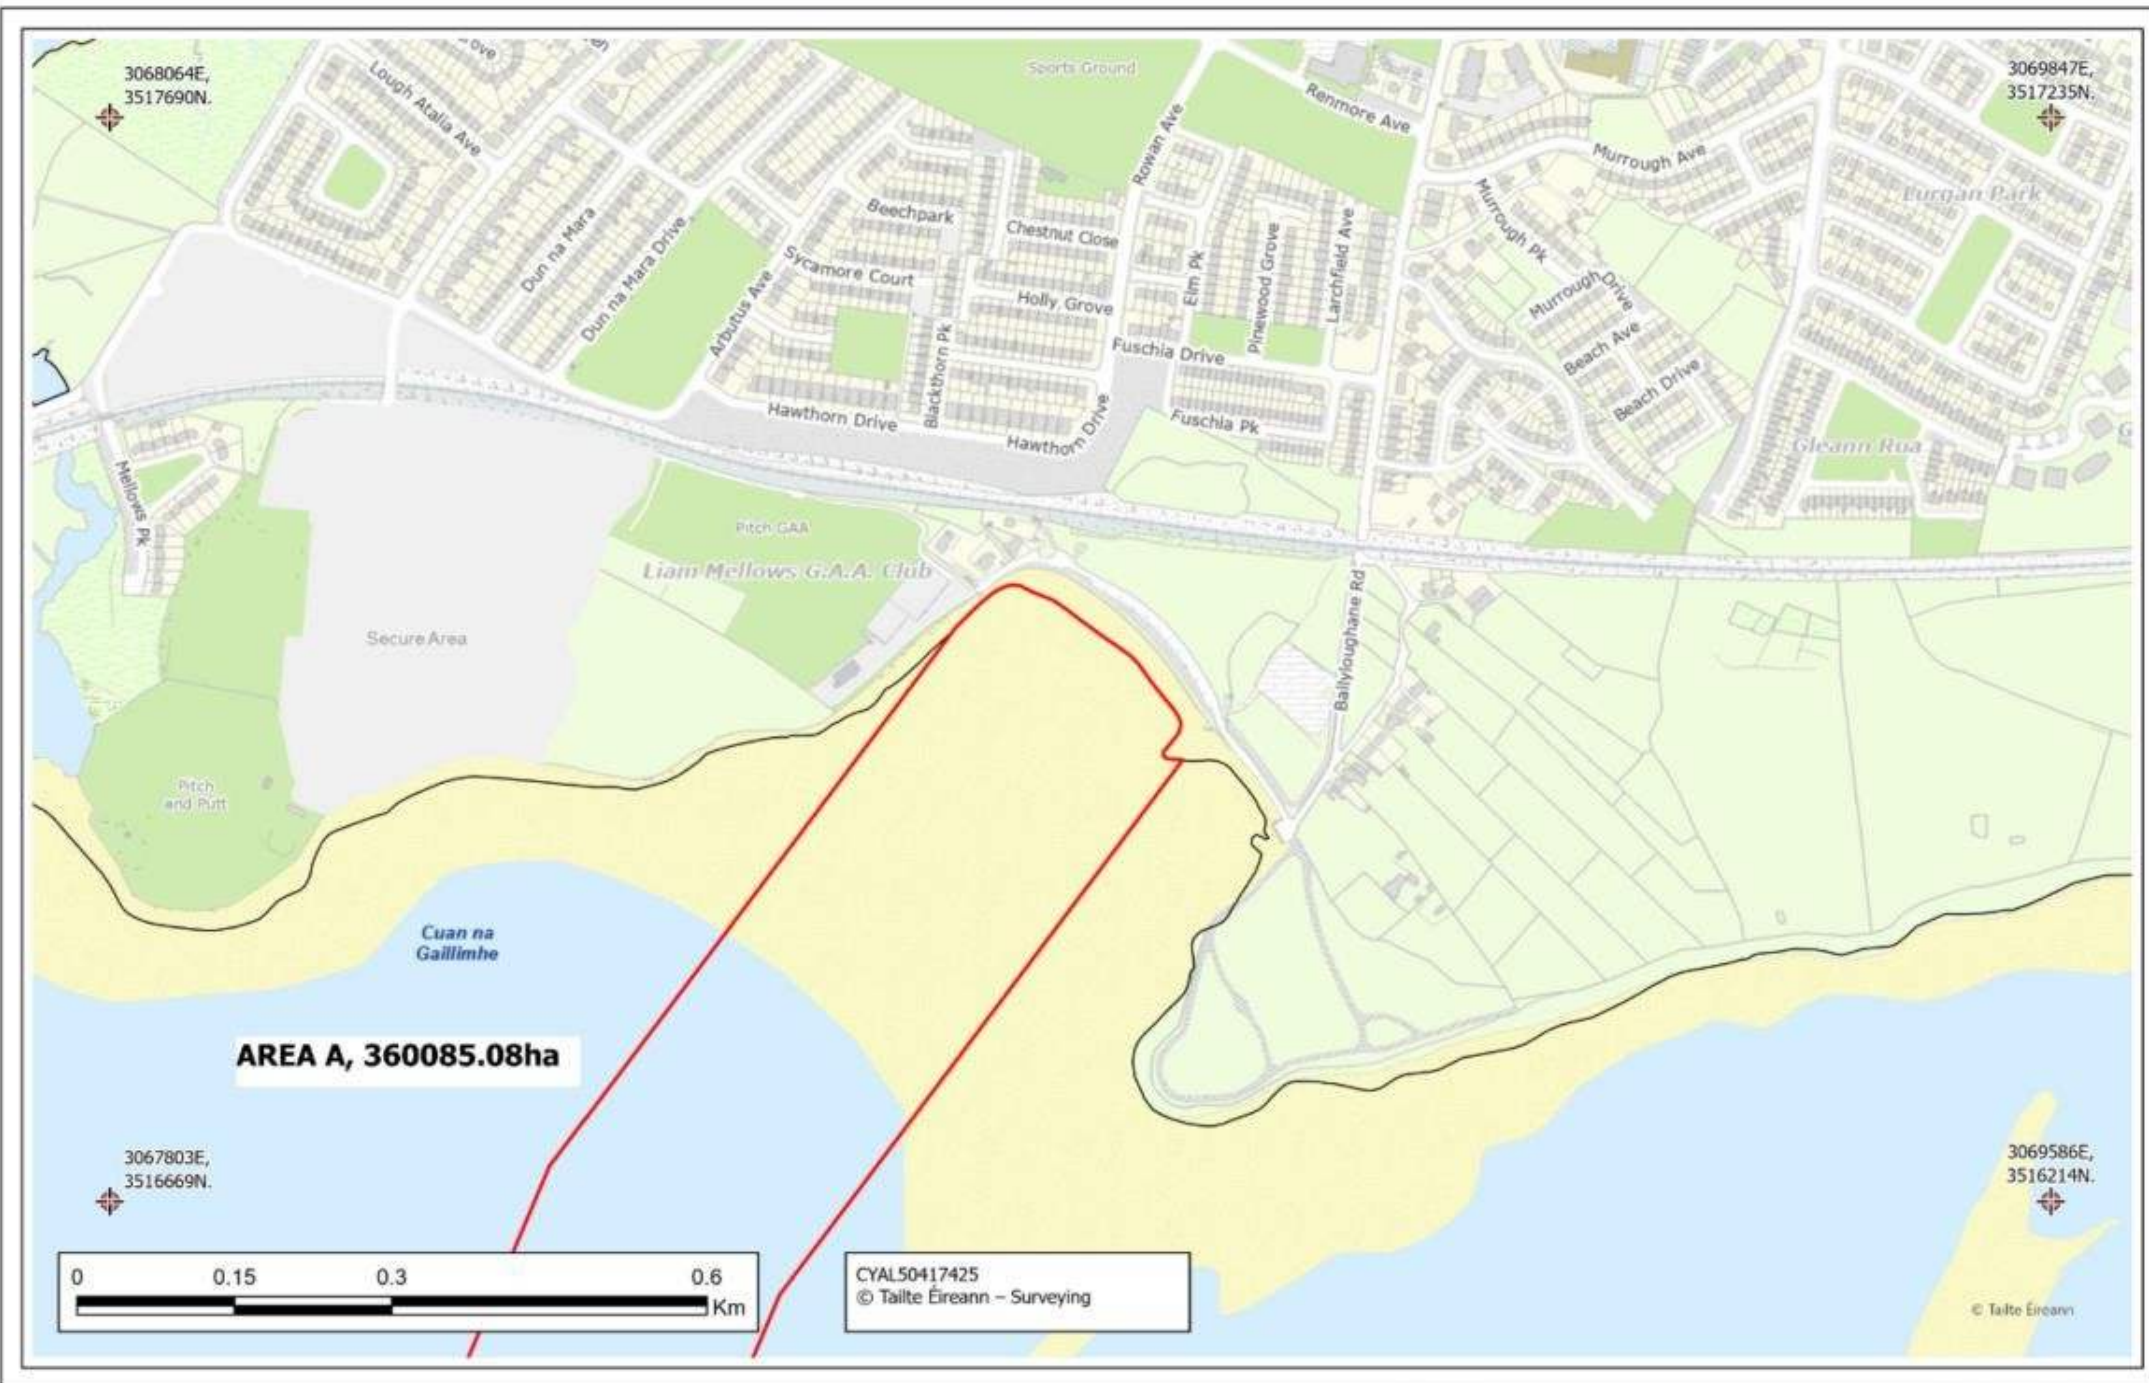 Sports Ground
3068064E,
3517690N.
3069847E,
3517235N.
Lough Atalia Ave
Renmore Ave
Rowan Ave
Murrough Ave
Lurgan Park
Beechpark
Chestnut Close
Murrough Pk
Dun na Mara
Dun na Mara Drive
Sycamore Court
Elm Pk
Pinewood Grove
Larchfield Ave
Holly Grove
Murrough Drive
Arbutus Ave
Beach Ave
Fuschia Drive
Blackthorn Pk
Beach Drive
Hawthorn Drive
Fuschia Pk
Hawthorn Drive
Gleann Rua
Mellows Pk
Pitch GAA
Liam Mellows G.A.A. Club
Ballyloughane Rd
Secure Area
Pitch
and Putt
Cuan na
Gaillimhe
AREA A, 360085.08ha
3067803E,
3516669N.
3069586E,
3516214N.
0 0.15 0.3 0.6
Km
CYAL50417425
© Tailte Éireann – Surveying
© Tailte Éireann